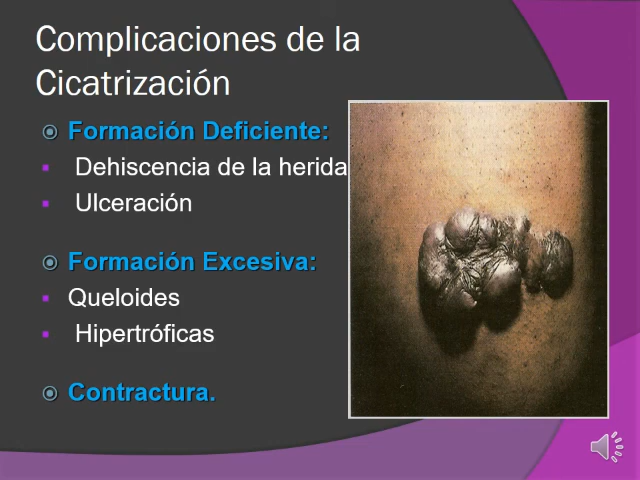 Complicaciones de la
Cicatrización
Formación Deficiente:
Dehiscencia de la herida
Ulceración
Formación Excesiva:
Queloides
Hipertróficas
Contractura.